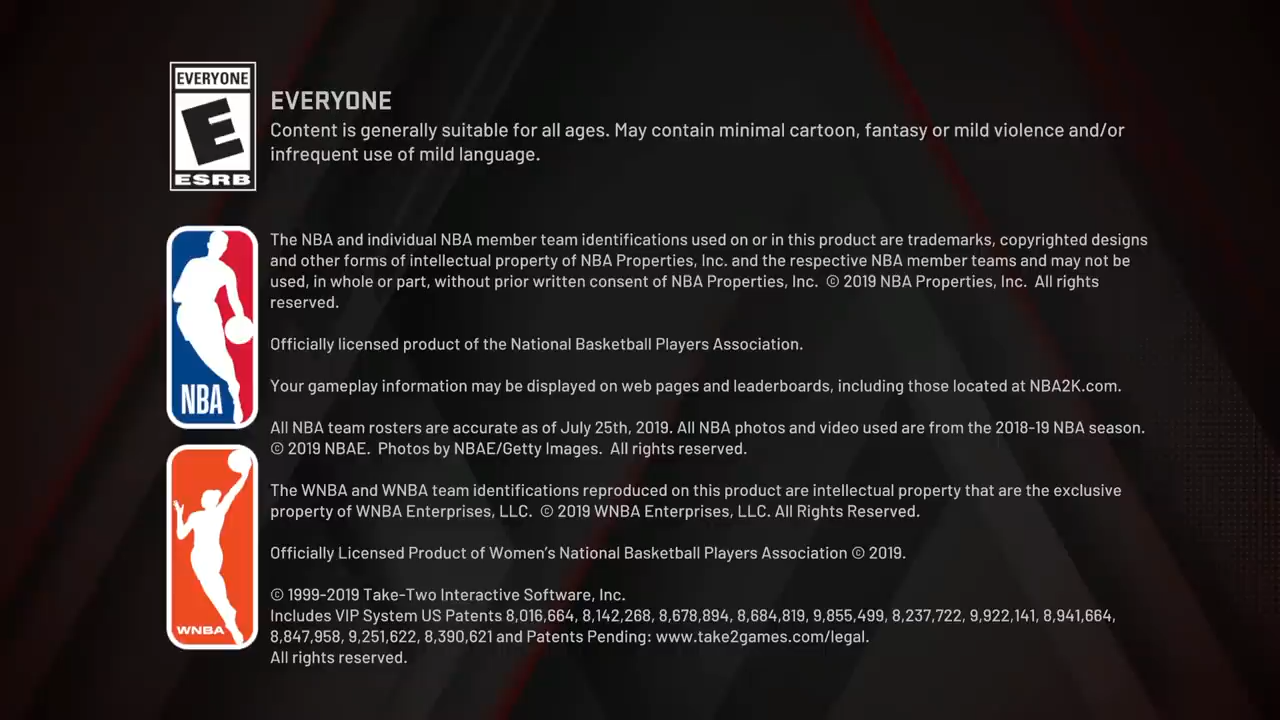 EVERYONE
E
ESRB
EVERYONE
Content is generally suitable for all ages. May contain minimal cartoon, fantasy or mild violence and/or
infrequent use of mild language.
NBA
The NBA and individual NBA member team identifications used on or in this product are trademarks, copyrighted designs
and other forms of intellectual property of NBA Properties, Inc. and the respective NBA member teams and may not be
used, in whole or part, without prior written consent of NBA Properties, Inc.  © 2019 NBA Properties, Inc.  All rights
reserved.
Officially licensed product of the National Basketball Players Association.
Your gameplay information may be displayed on web pages and leaderboards, including those located at NBA2K.com.
All NBA team rosters are accurate as of July 25th, 2019. All NBA photos and video used are from the 2018-19 NBA season.
© 2019 NBAE.  Photos by NBAE/Getty Images.  All rights reserved.
WNBA
The WNBA and WNBA team identifications reproduced on this product are intellectual property that are the exclusive
property of WNBA Enterprises, LLC.  © 2019 WNBA Enterprises, LLC. All Rights Reserved.
Officially Licensed Product of Women’s National Basketball Players Association © 2019.
© 1999-2019 Take-Two Interactive Software, Inc.
Includes VIP System US Patents 8,016,664, 8,142,268, 8,678,894, 8,684,819, 9,855,499, 8,237,722, 9,922,141, 8,941,664,
8,847,958, 9,251,622, 8,390,621 and Patents Pending: www.take2games.com/legal.
All rights reserved.